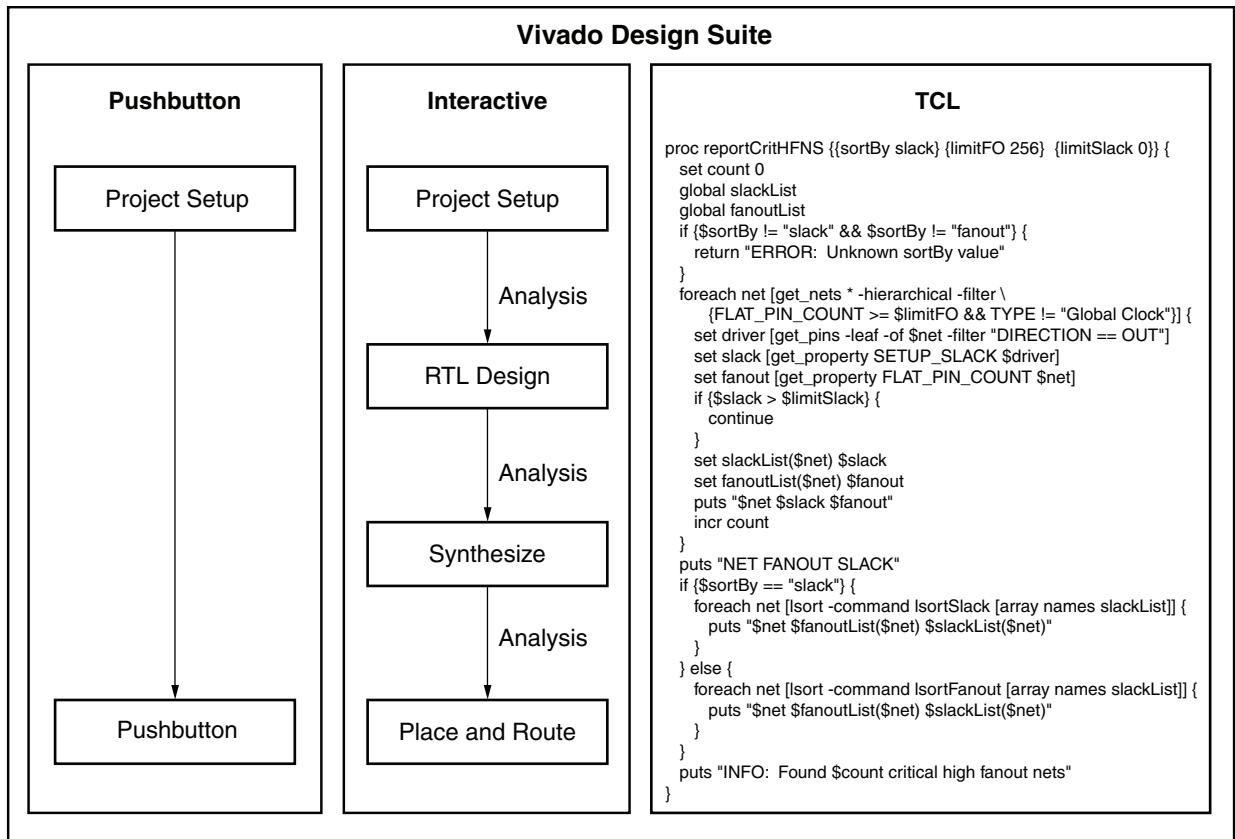 Vivado Design Suite
Pushbutton
Project Setup
Pushbutton
Interactive
Project Setup
Analysis
RTL Design
Analysis
Synthesize
Analysis
Place and Route
TCL
proc reportCritHFNS {{sortBy slack} {limitFO 256}  {limitSlack 0}} {
set count 0
global slackList
global fanoutList
if {$sortBy != "slack" && $sortBy != "fanout"} {
return "ERROR:  Unknown sortBy value"
}
foreach net [get_nets * -hierarchical -filter \
{FLAT_PIN_COUNT >= $limitFO && TYPE != "Global Clock"}] {
set driver [get_pins -leaf -of $net -filter "DIRECTION == OUT"]
set slack [get_property SETUP_SLACK $driver]
set fanout [get_property FLAT_PIN_COUNT $net]
if {$slack > $limitSlack} {
continue
}
set slackList($net) $slack
set fanoutList($net) $fanout
puts "$net $slack $fanout"
incr count
}
puts "NET FANOUT SLACK"
if {$sortBy == "slack"} {
foreach net [lsort -command lsortSlack [array names slackList]] {
puts "$net $fanoutList($net) $slackList($net)"
}
} else {
foreach net [lsort -command lsortFanout [array names slackList]] {
puts "$net $fanoutList($net) $slackList($net)"
}
}
puts "INFO:  Found $count critical high fanout nets"
}